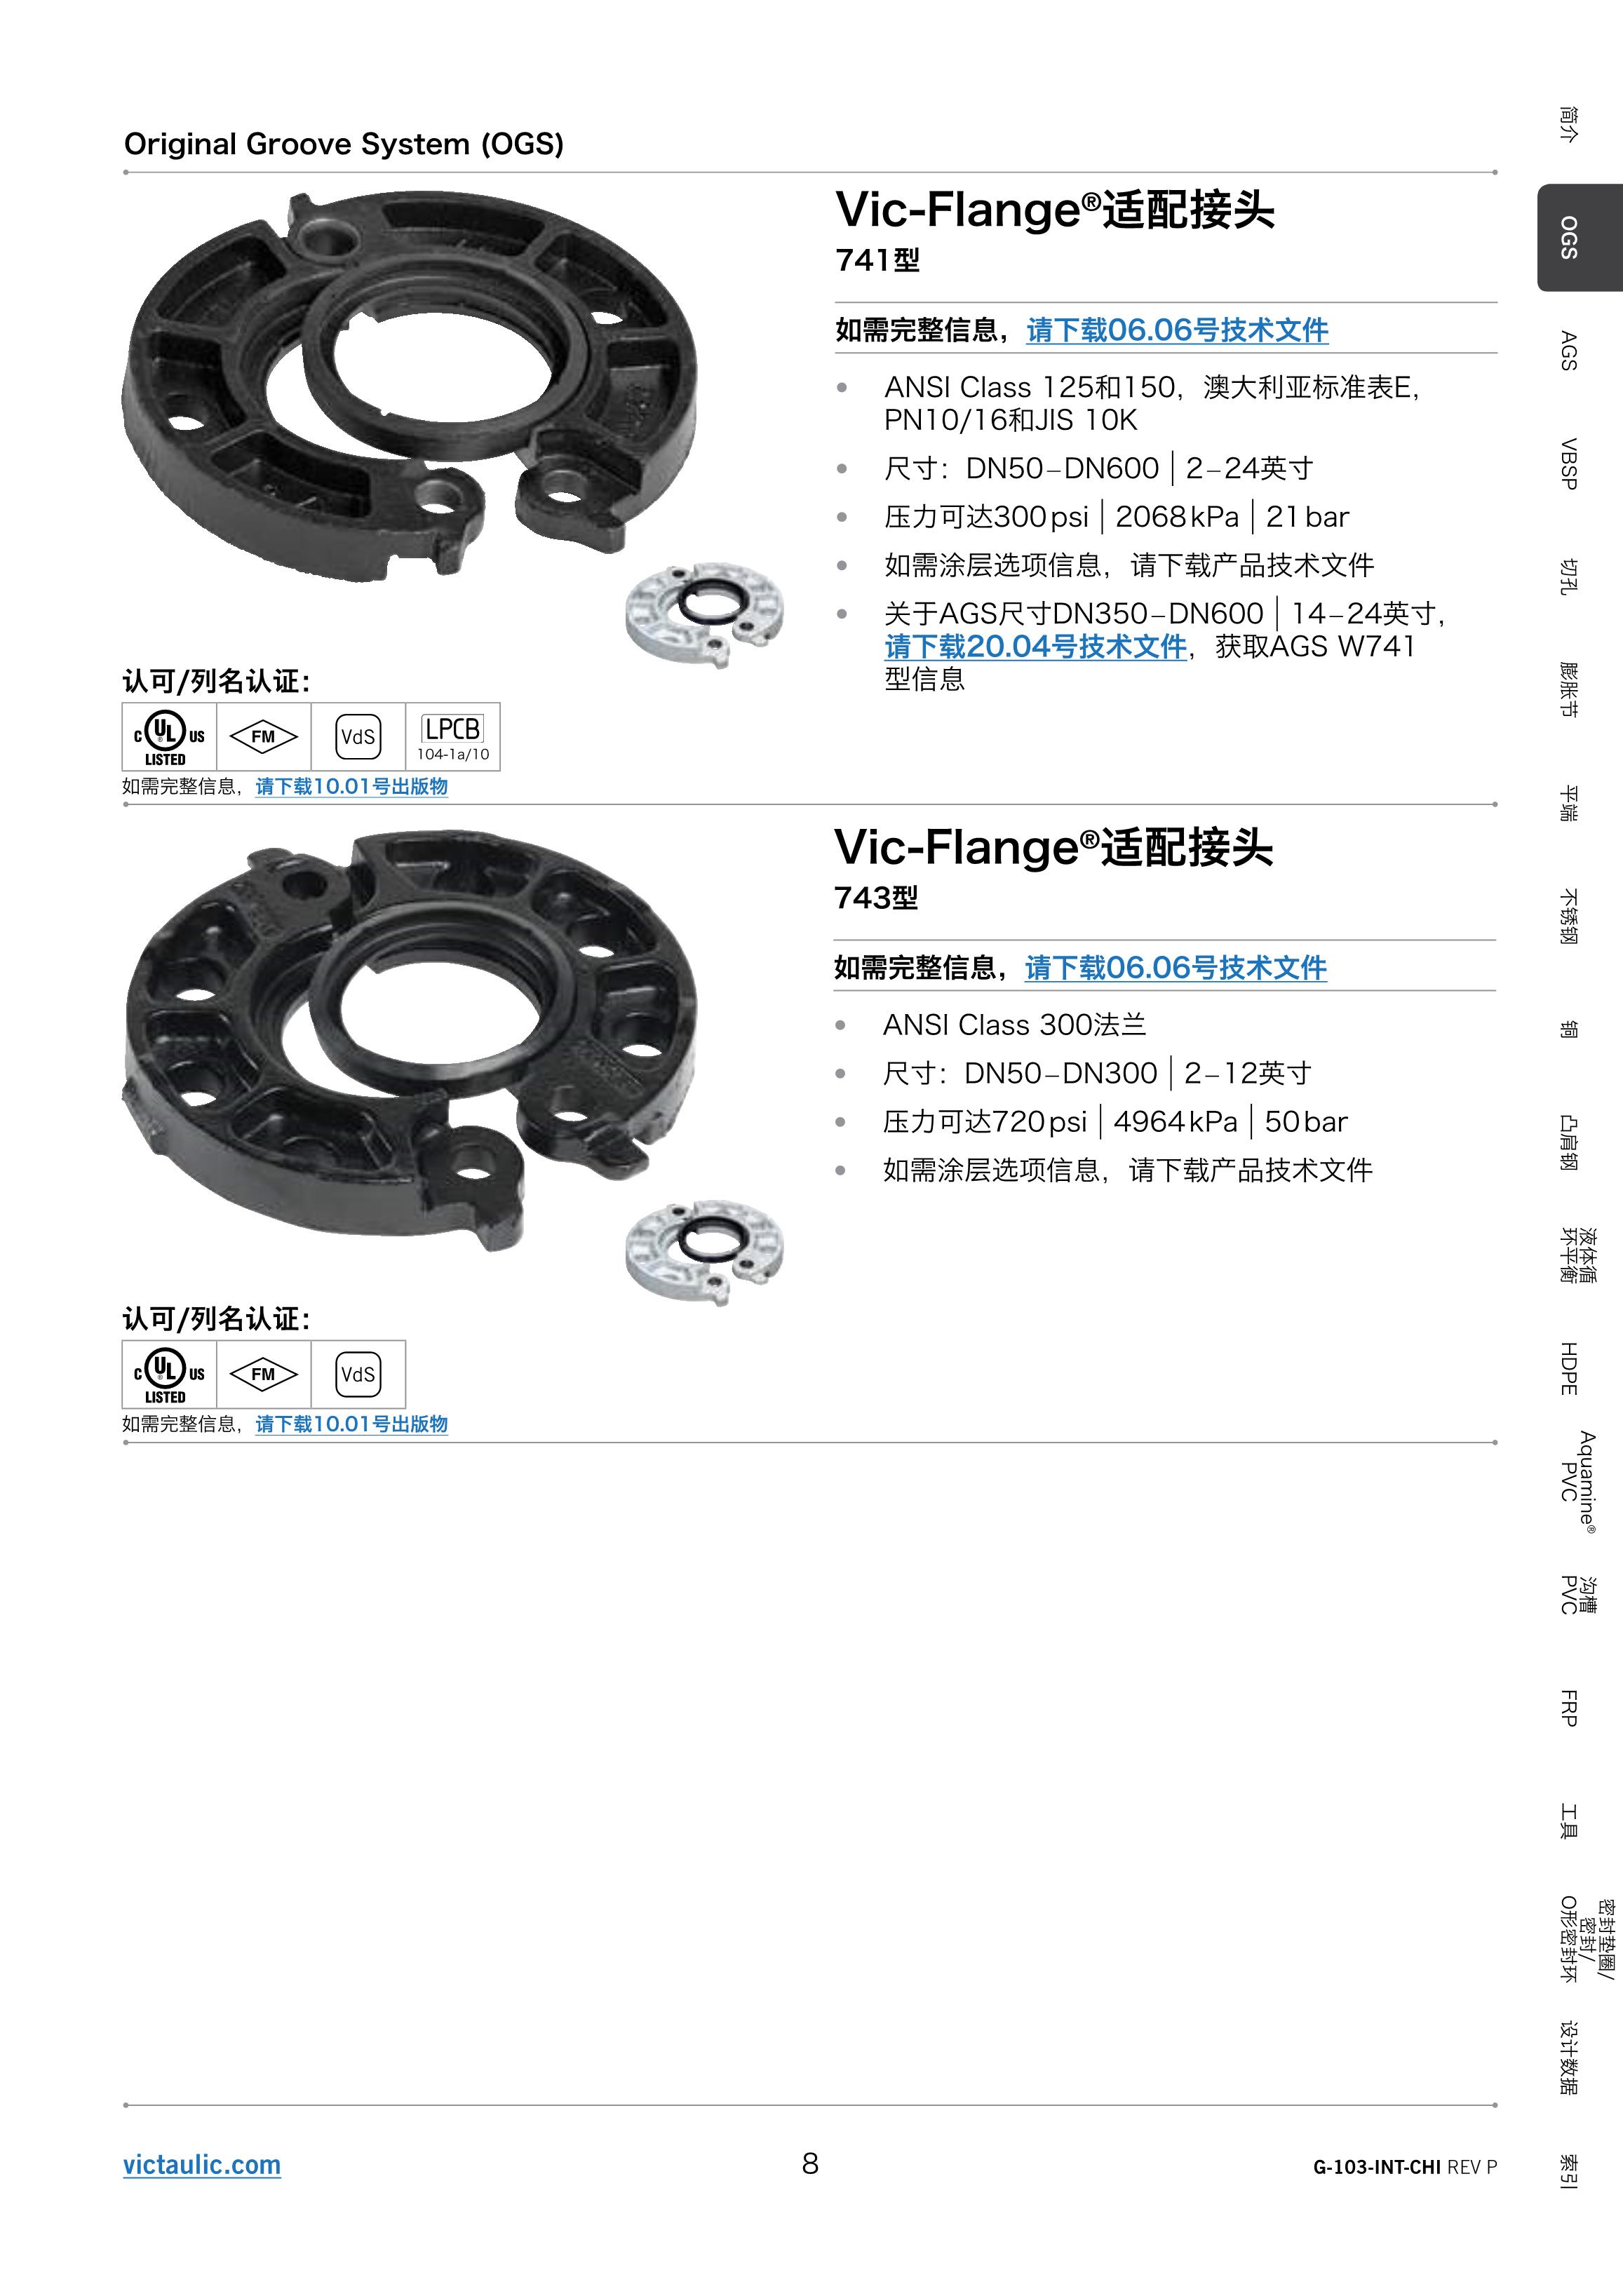 Original Groove System (OGS)
Vic-Flange®适配接头
741型
如需完整信息，请下载06.06号技术文件
• ANSI Class 125和150，澳大利亚标准表E，
PN10/16和JIS 10K
• 尺寸：DN50–DN600 | 2–24英寸
• 压力可达300 psi | 2068 kPa | 21 bar
• 如需涂层选项信息，请下载产品技术文件
• 关于AGS尺寸DN350–DN600 | 14–24英寸，
请下载20.04号技术文件，获取AGS W741
型信息
认可/列名认证：
C UL® US
LISTED
FM
VdS
LPCB
104-1a/10
如需完整信息，请下载10.01号出版物
Vic-Flange®适配接头
743型
如需完整信息，请下载06.06号技术文件
• ANSI Class 300法兰
• 尺寸：DN50–DN300 | 2–12英寸
• 压力可达720 psi | 4964 kPa | 50 bar
• 如需涂层选项信息，请下载产品技术文件
认可/列名认证：
C UL® US
LISTED
FM
VdS
如需完整信息，请下载10.01号出版物
victaulic.com
8
G-103-INT-CHI REV P
简介
OGS
AGS
VBSP
切孔
膨胀节
平端
不锈钢
铜
凸肩钢
液体循
环平衡
HDPE
Aquamine®
PVC
沟槽
PVC
FRP
工具
密封垫圈/
密封/
O形密封环
设计数据
索引